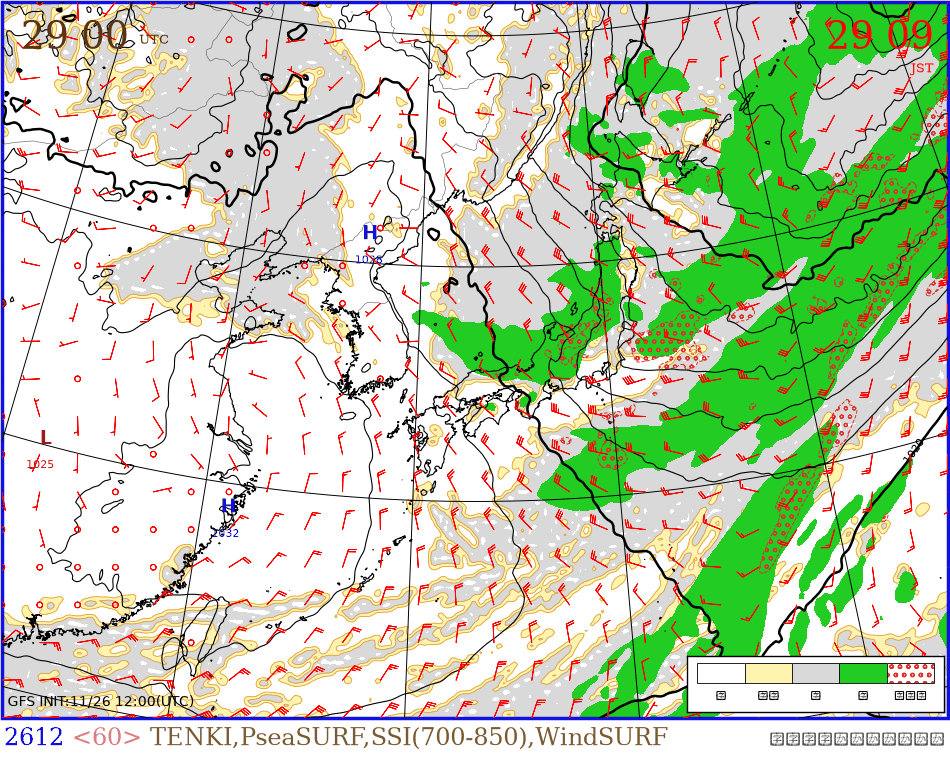 29 00 UTC
29 09
JST
H
1036
L
1025
H
1032
GFS INIT:11/26 12:00(UTC)
2612 <60> TENKI,PseaSURF,SSI(700-850),WindSURF